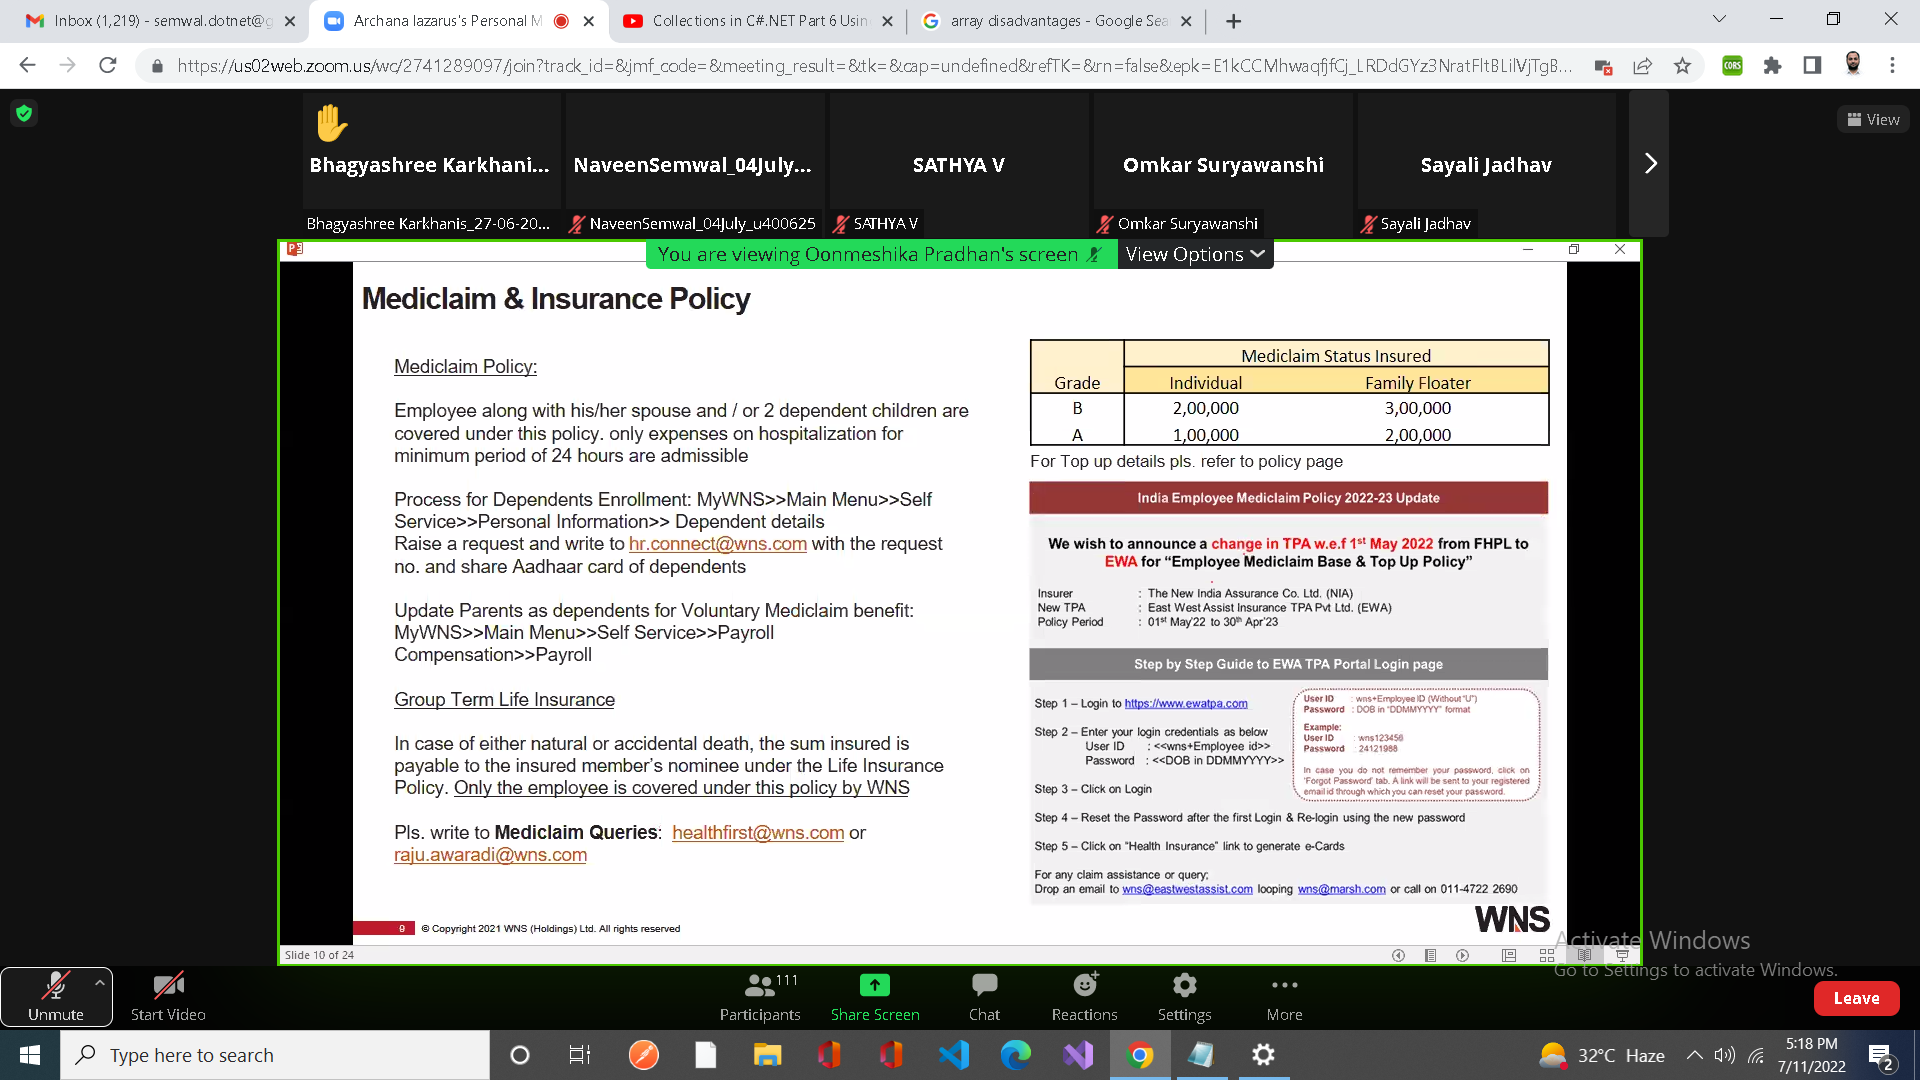 Inbox (1,219) - semwal.dotnet@g
Archana lazarus's Personal M
Collections in C#.NET Part 6 Usin
array disadvantages - Google Sea
https://us02web.zoom.us/wc/2741289097/join?track_id=&jmf_code=&meeting_result=&tk=&cap=undefined&refTK=&rn=false&epk=
CORS
View
Bhagyashree Karkhani...
NaveenSemwal_04July...
SATHYA V
Omkar Suryawanshi
Sayali Jadhav
Bhagyashree Karkhanis_27-06-20...
NaveenSemwal_04July_u400625
SATHYA V
Omkar Suryawanshi
Sayali Jadhav
You are viewing Oonmeshika Pradhan's screen
View Options
Mediclaim & Insurance Policy
Mediclaim Policy:
Employee along with his/her spouse and / or 2 dependent children are
covered under this policy. only expenses on hospitalization for
minimum period of 24 hours are admissible
Process for Dependents Enrollment: MyWNS>>Main Menu>>Self
Service>>Personal Information>> Dependent details
Raise a request and write to hr.connect@wns.com with the request
no. and share Aadhaar card of dependents
Update Parents as dependents for Voluntary Mediclaim benefit:
MyWNS>>Main Menu>>Self Service>>Payroll
Compensation>>Payroll
Group Term Life Insurance
In case of either natural or accidental death, the sum insured is
payable to the insured member's nominee under the Life Insurance
Policy. Only the employee is covered under this policy by WNS
Pls. write to Mediclaim Queries: healthfirst@wns.com or
raju.awaradi@wns.com
Mediclaim Status Insured
Grade Individual Family Floater
B 2,00,000 3,00,000
A 1,00,000 2,00,000
For Top up details pls. refer to policy page
India Employee Mediclaim Policy 2022-23 Update
We wish to announce a change in TPA w.e.f 1st May 2022 from FHPL to
EWA for “Employee Mediclaim Base & Top Up Policy”
Insurer : The New India Assurance Co. Ltd. (NIA)
New TPA : East West Assist Insurance TPA Pvt Ltd. (EWA)
Policy Period : 01st May'22 to 30th Apr'23
Step by Step Guide to EWA TPA Portal Login page
Step 1 – Login to https://www.ewatpa.com
Step 2 – Enter your login credentials as below
User ID : <<wns+Employee id>>
Password : <<DOB in DDMMYYYY>>
Step 3 – Click on Login
Step 4 – Reset the Password after the first Login & Re-login using the new password
Step 5 – Click on “Health Insurance” link to generate e-Cards
For any claim assistance or query;
Drop an email to wns@eastwestassist.com looping wns@marsh.com or call on 011-4722 2690
User ID : wns+Employee ID (Without “U”)
Password : DOB in “DDMMYYYY” format
Example:
User ID : wns123456
Password : 24121988
In case you do not remember your password, click on
'Forgot Password' tab. A link will be sent to your registered
email id through which you can reset your password.
9 © Copyright 2021 WNS (Holdings) Ltd. All rights reserved
WNS
Slide 10 of 24
Activate Windows
Go to Settings to activate Windows.
Unmute
Start Video
Participants 111
Share Screen
Chat
Reactions
Settings
More
Leave
Type here to search
32°C Haze
5:18 PM
7/11/2022
2